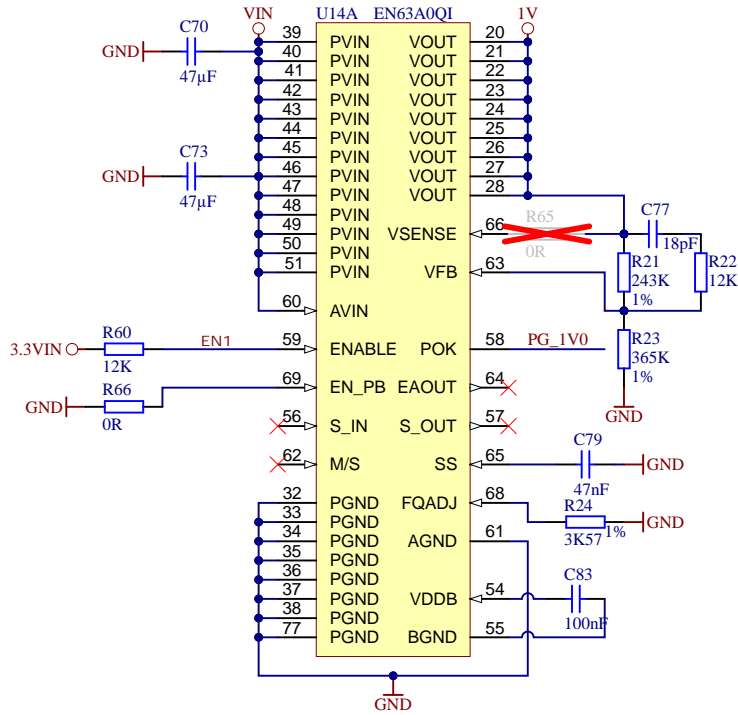 VIN
U14A EN63A0QI
1V
C70
GND
47µF
39 PVIN VOUT 20
40 PVIN VOUT 21
41 PVIN VOUT 22
42 PVIN VOUT 23
43 PVIN VOUT 24
44 PVIN VOUT 25
45 PVIN VOUT 26
46 PVIN VOUT 27
47 PVIN VOUT 28
C73
GND
47µF
48 PVIN
49 PVIN VSENSE 66
50 PVIN
51 PVIN VFB 63
R65
0R
C77
18pF
R21
243K
1%
R22
12K
60 AVIN
3.3VIN
R60
12K
EN1
59 ENABLE POK 58
PG_1V0
R23
365K
1%
GND
GND
R66
0R
69 EN_PB EAOUT 64
56 S_IN S_OUT 57
62 M/S SS 65
C79
47nF
GND
32 PGND FQADJ 68
33 PGND
R24
3K57
1%
GND
34 PGND AGND 61
35 PGND
36 PGND
37 PGND VDDB 54
38 PGND
77 PGND BGND 55
C83
100nF
GND